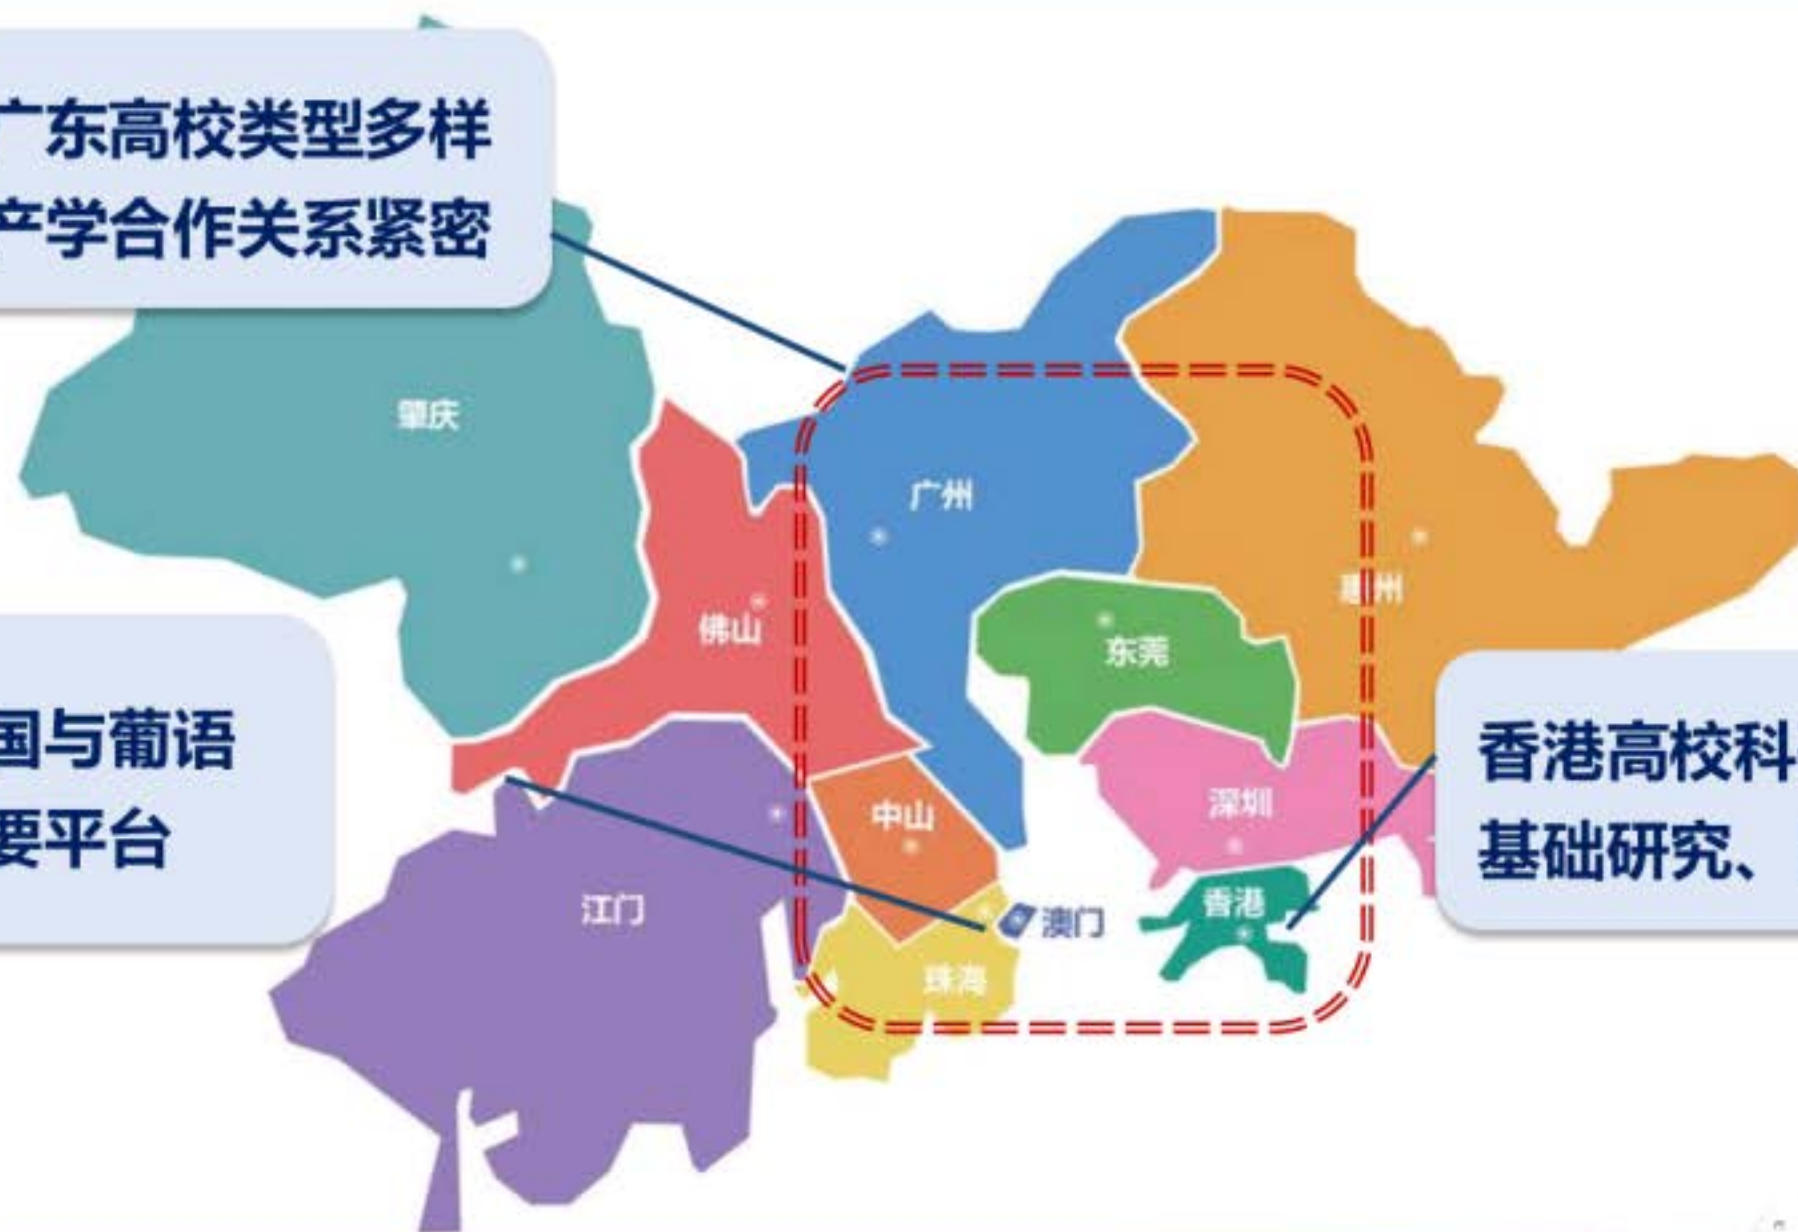 广东高校类型多样
产学合作关系紧密
肇庆
广州
惠州
佛山
东莞
国与葡语
要平台
香港高校科
基础研究、
深圳
中山
江门
香港
澳门
珠海